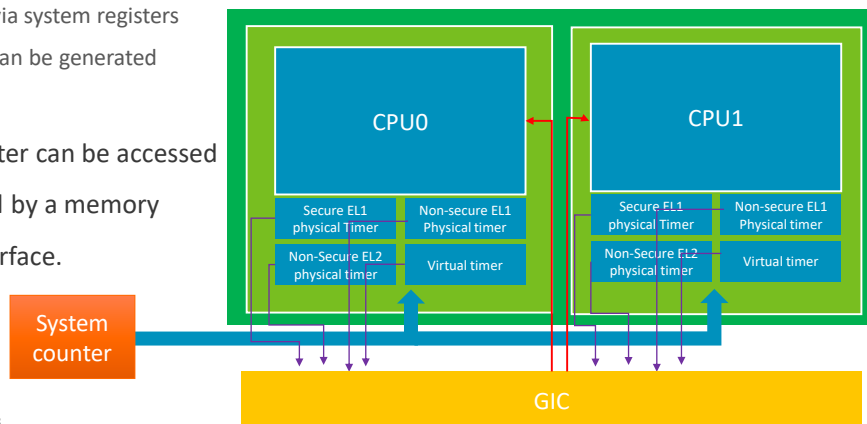 via system registers
an be generated
ter can be accessed
by a memory
rface.
System
counter
CPU0
Secure EL1
physical Timer
Non-secure EL1
Physical timer
Non-Secure EL2
physical timer
Virtual timer
CPU1
Secure EL1
physical Timer
Non-secure EL1
Physical timer
Non-Secure EL2
physical timer
Virtual timer
GIC